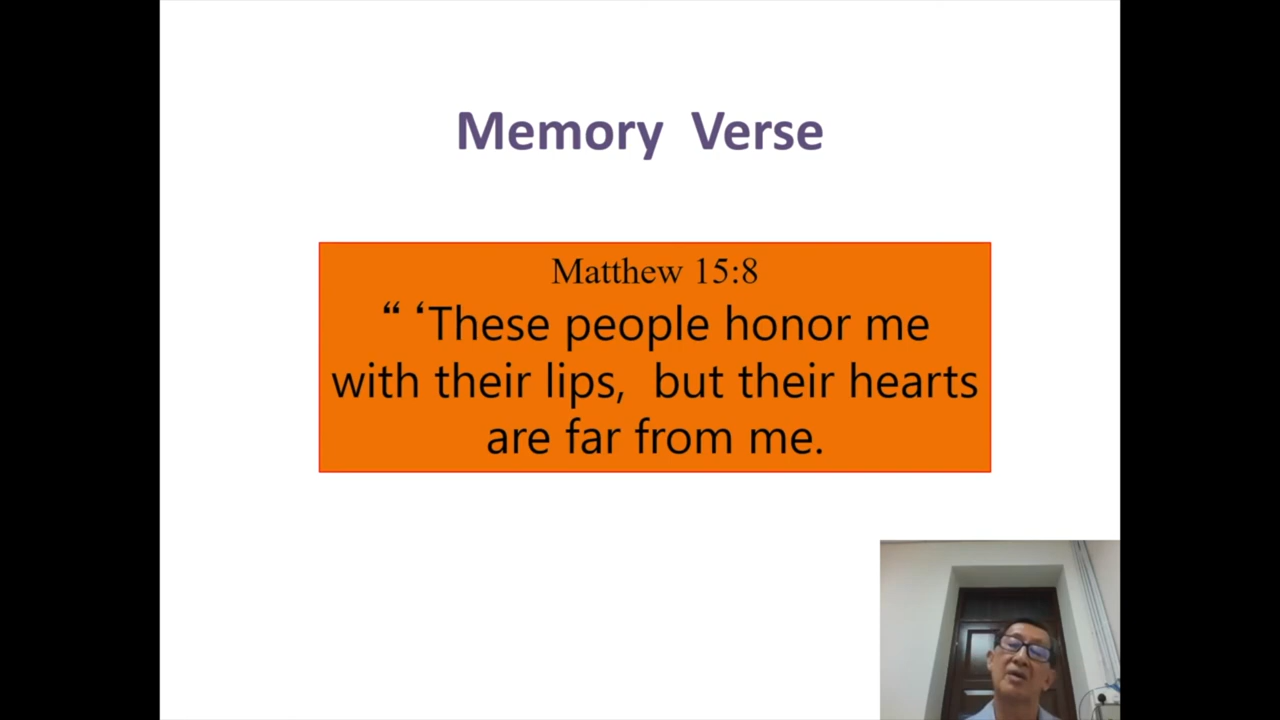 Memory Verse
Matthew 15:8
“ ‘These people honor me
with their lips, but their hearts
are far from me.